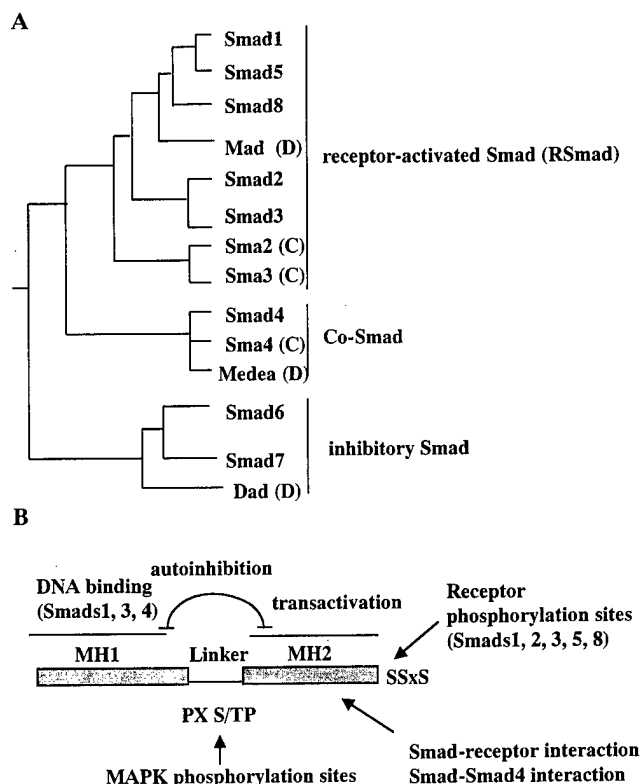 A
Smad1
Smad5
Smad8
Mad (D)
Smad2
Smad3
Sma2 (C)
Sma3 (C)
receptor-activated Smad (RSmad)
Smad4
Sma4 (C)
Medea (D)
Co-Smad
Smad6
Smad7
Dad (D)
inhibitory Smad
B
autoinhibition
DNA binding
(Smads1, 3, 4)
transactivation
Receptor
phosphorylation sites
(Smads1, 2, 3, 5, 8)
MH1 Linker MH2
SSxS
PX S/TP
MAPK phosphorylation sites
Smad-receptor interaction
Smad-Smad4 interaction